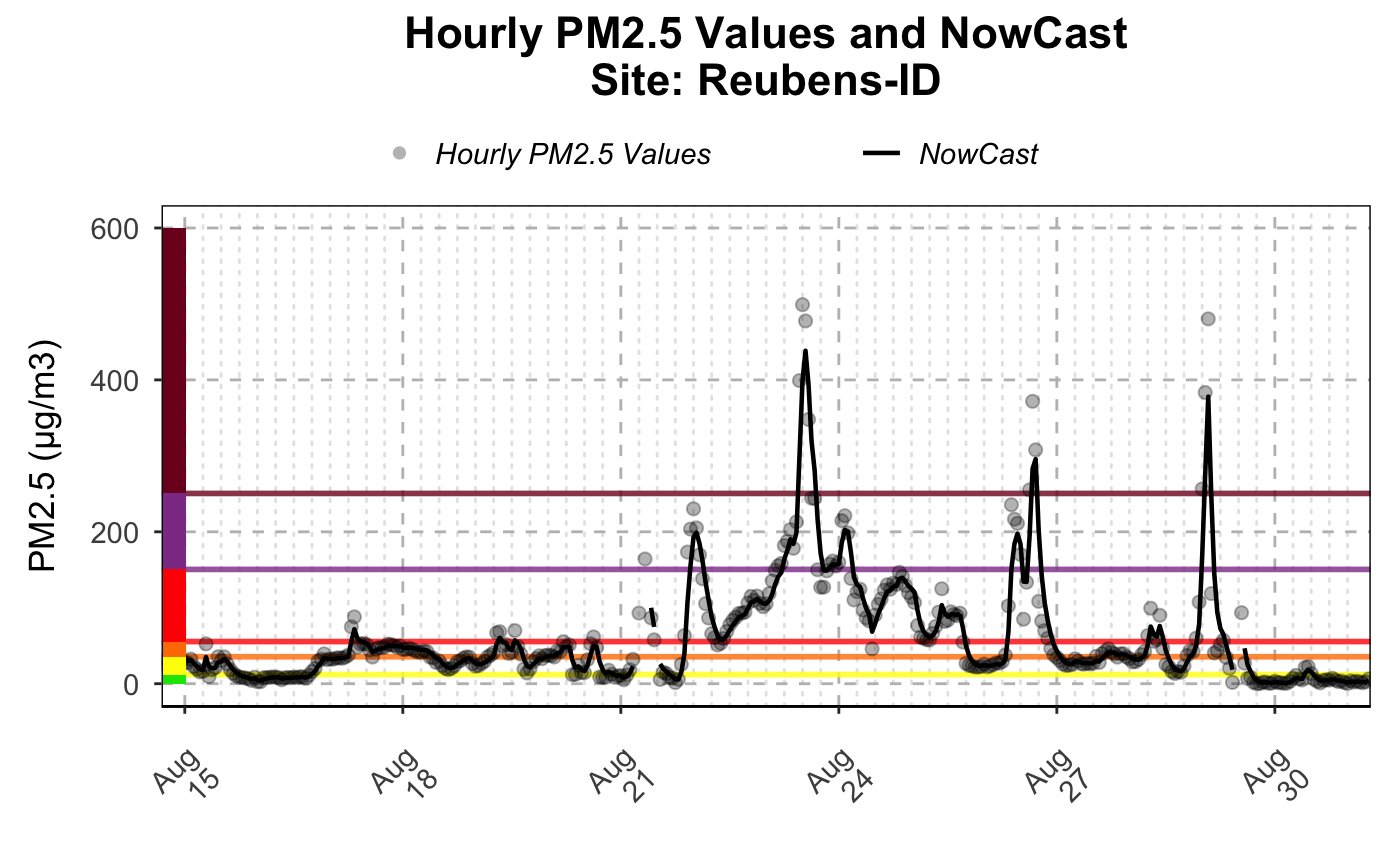 Hourly PM2.5 Values and NowCast
Site: Reubens-ID
Hourly PM2.5 Values
NowCast
PM2.5 (µg/m3)
600
400
200
0
Aug
15
Aug
18
Aug
21
Aug
24
Aug
27
Aug
30